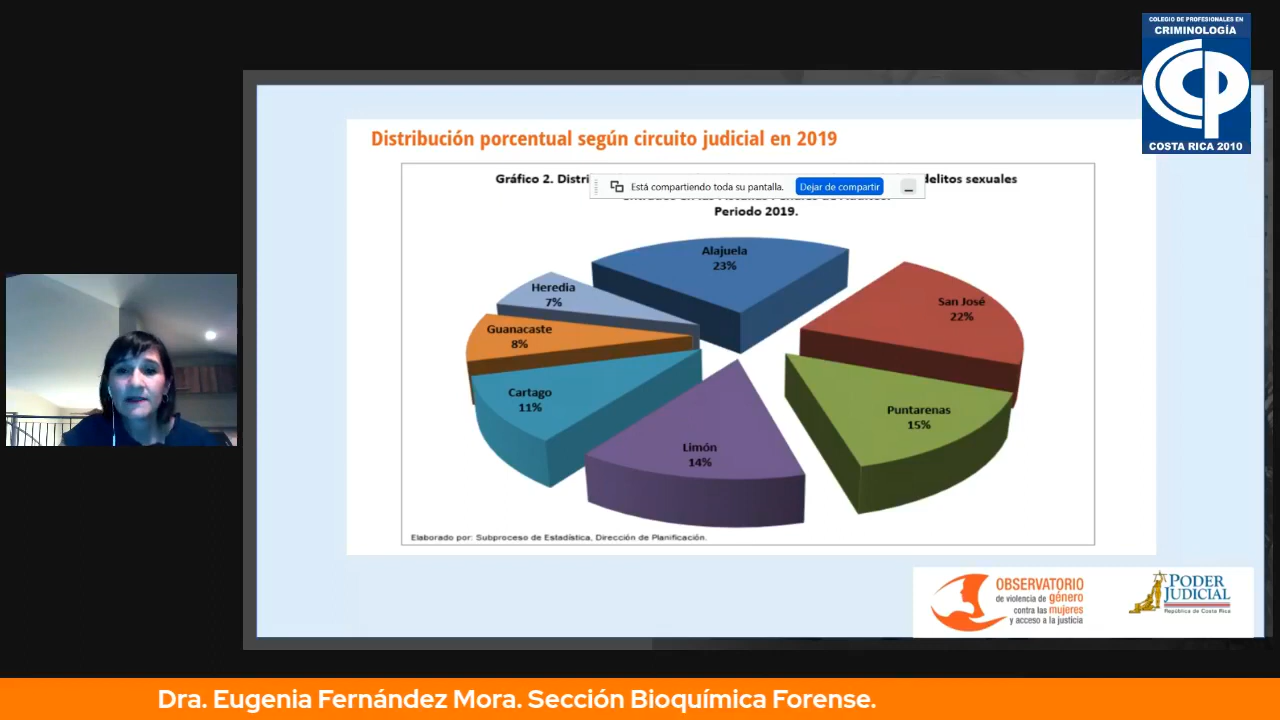 COLEGIO DE PROFESIONALES EN
CRIMINOLOGÍA
COSTA RICA 2010
Distribución porcentual según circuito judicial en 2019
Gráfico 2.
delitos sexuales
Está compartiendo toda su pantalla.
Dejar de compartir
Periodo 2019.
Alajuela
23%
San José
22%
Heredia
7%
Guanacaste
8%
Cartago
11%
Puntarenas
15%
Limón
14%
Elaborado por: Subproceso de Estadística, Dirección de Planificación.
OBSERVATORIO
de violencia de género
contra las mujeres
y acceso a la justicia
PODER
JUDICIAL
República de Costa Rica
Dra. Eugenia Fernández Mora. Sección Bioquímica Forense.